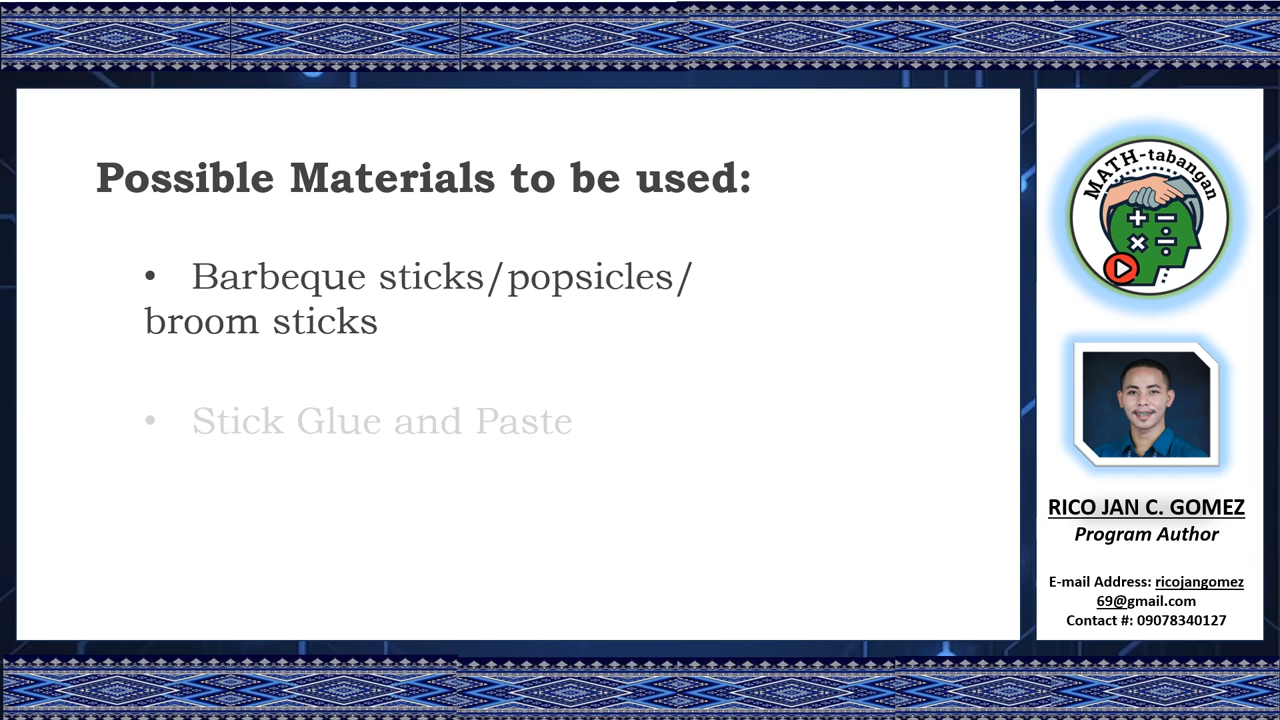 Possible Materials to be used:
• Barbeque sticks/popsicles/
broom sticks
• Stick Glue and Paste
MATH-tabangan
RICO JAN C. GOMEZ
Program Author
E-mail Address: ricojangomez
69@gmail.com
Contact #: 09078340127